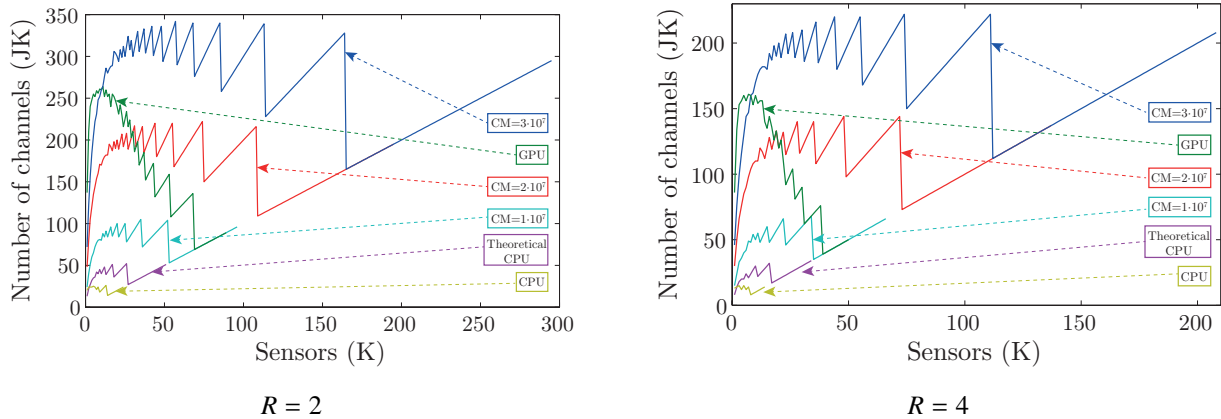 Number of channels (JK)
350
300
250
200
150
100
50
0
CM=3·10⁷
GPU
CM=2·10⁷
CM=1·10⁷
Theoretical
CPU
CPU
0 50 100 150 200 250 300
Sensors (K)
R = 2
Number of channels (JK)
200
150
100
50
0
CM=3·10⁷
GPU
CM=2·10⁷
CM=1·10⁷
Theoretical
CPU
CPU
0 50 100 150 200
Sensors (K)
R = 4